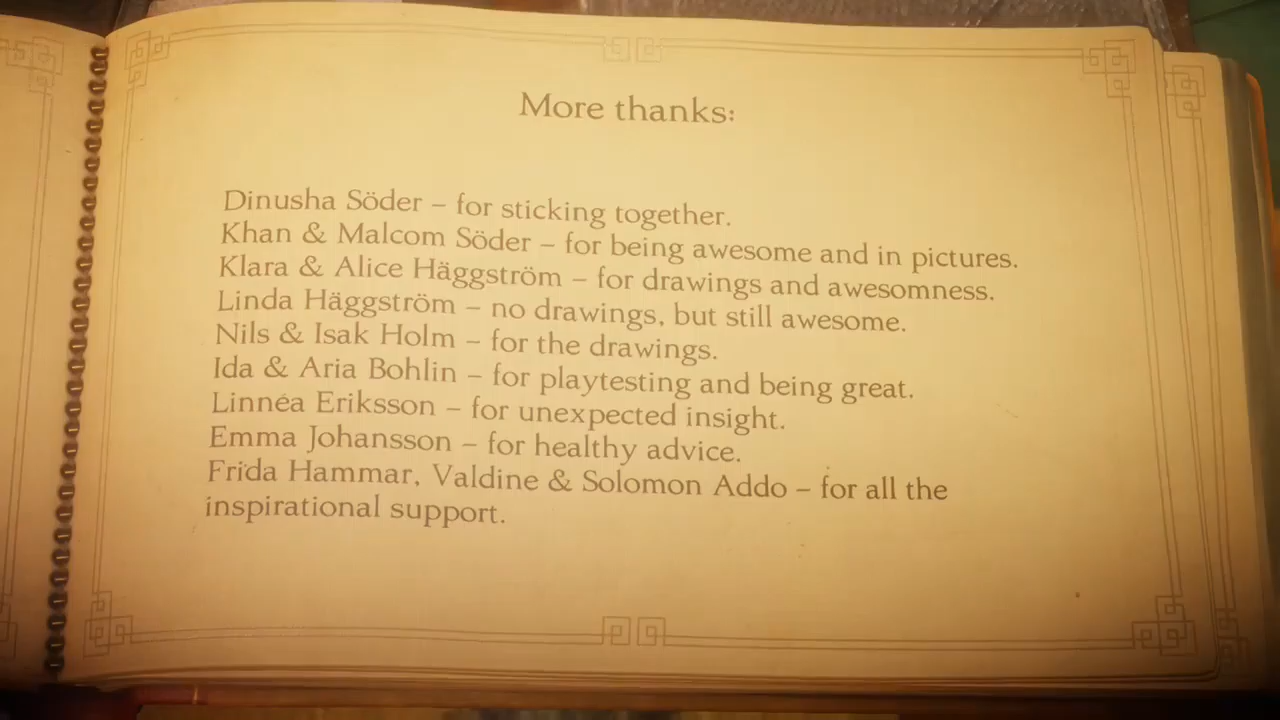 More thanks:
Dinusha Söder – for sticking together.
Khan & Malcom Söder – for being awesome and in pictures.
Klara & Alice Häggström – for drawings and awesomness.
Linda Häggström – no drawings, but still awesome.
Nils & Isak Holm – for the drawings.
Ida & Aria Bohlin – for playtesting and being great.
Linnéa Eriksson – for unexpected insight.
Emma Johansson – for healthy advice.
Frida Hammar, Valdine & Solomon Addo – for all the
inspirational support.